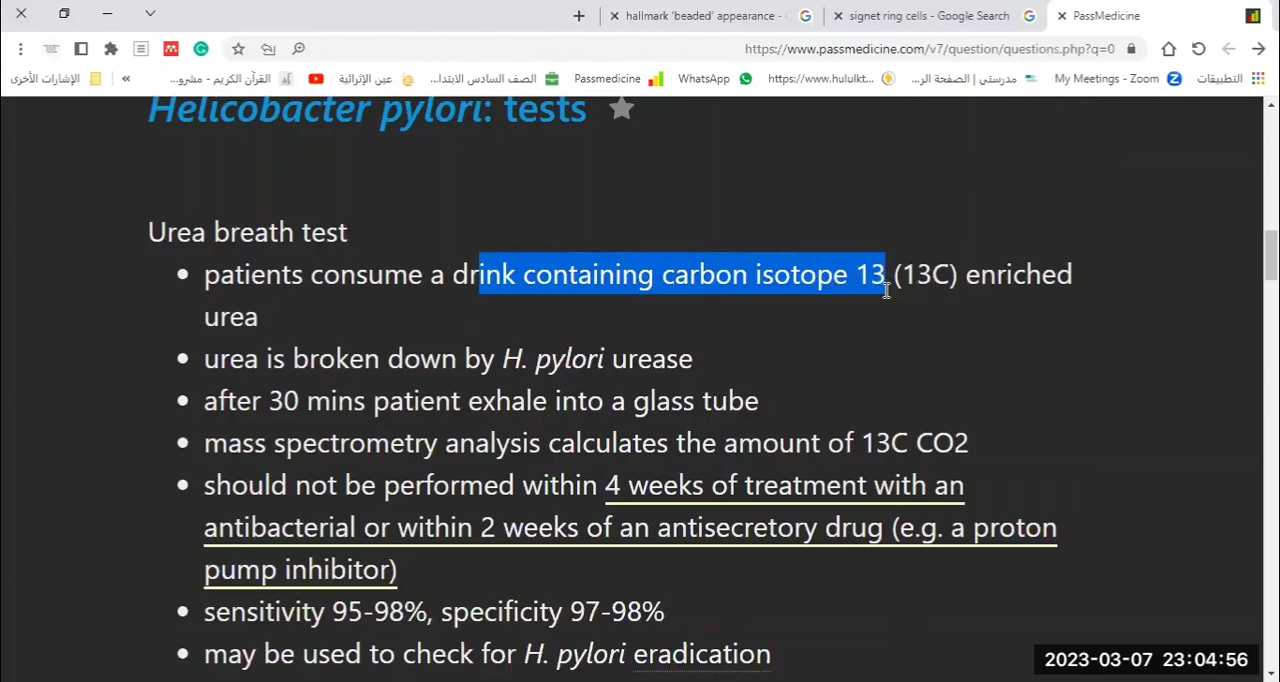 hallmark 'beaded' appearance -
signet ring cells - Google Search
PassMedicine
https://www.passmedicine.com/v7/question/questions.php?q=0
الإشارات الأخرى
القرآن الكريم - مشرو...
عين الإثرائية
الصف السادس الابتدا...
Passmedicine
WhatsApp
https://www.hululkt...
مدرستي | الصفحة الر...
My Meetings - Zoom
التطبيقات
Helicobacter pylori: tests
Urea breath test
• patients consume a drink containing carbon isotope 13 (13C) enriched
urea
• urea is broken down by H. pylori urease
• after 30 mins patient exhale into a glass tube
• mass spectrometry analysis calculates the amount of 13C CO2
• should not be performed within 4 weeks of treatment with an
antibacterial or within 2 weeks of an antisecretory drug (e.g. a proton
pump inhibitor)
• sensitivity 95-98%, specificity 97-98%
• may be used to check for H. pylori eradication
2023-03-07 23:04:56